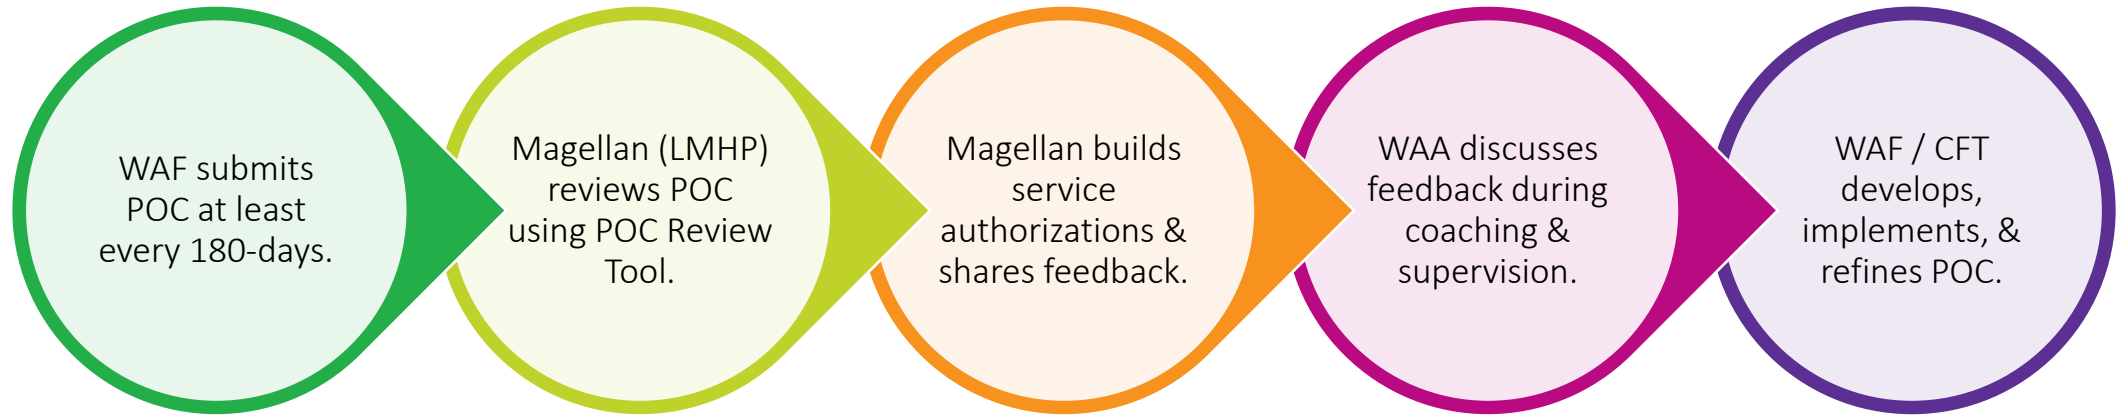 WAF submits
POC at least
every 180-days.
Magellan (LMHP)
reviews POC
using POC Review
Tool.
Magellan builds
service
authorizations &
shares feedback.
WAA discusses
feedback during
coaching &
supervision.
WAF / CFT
develops,
implements, &
refines POC.